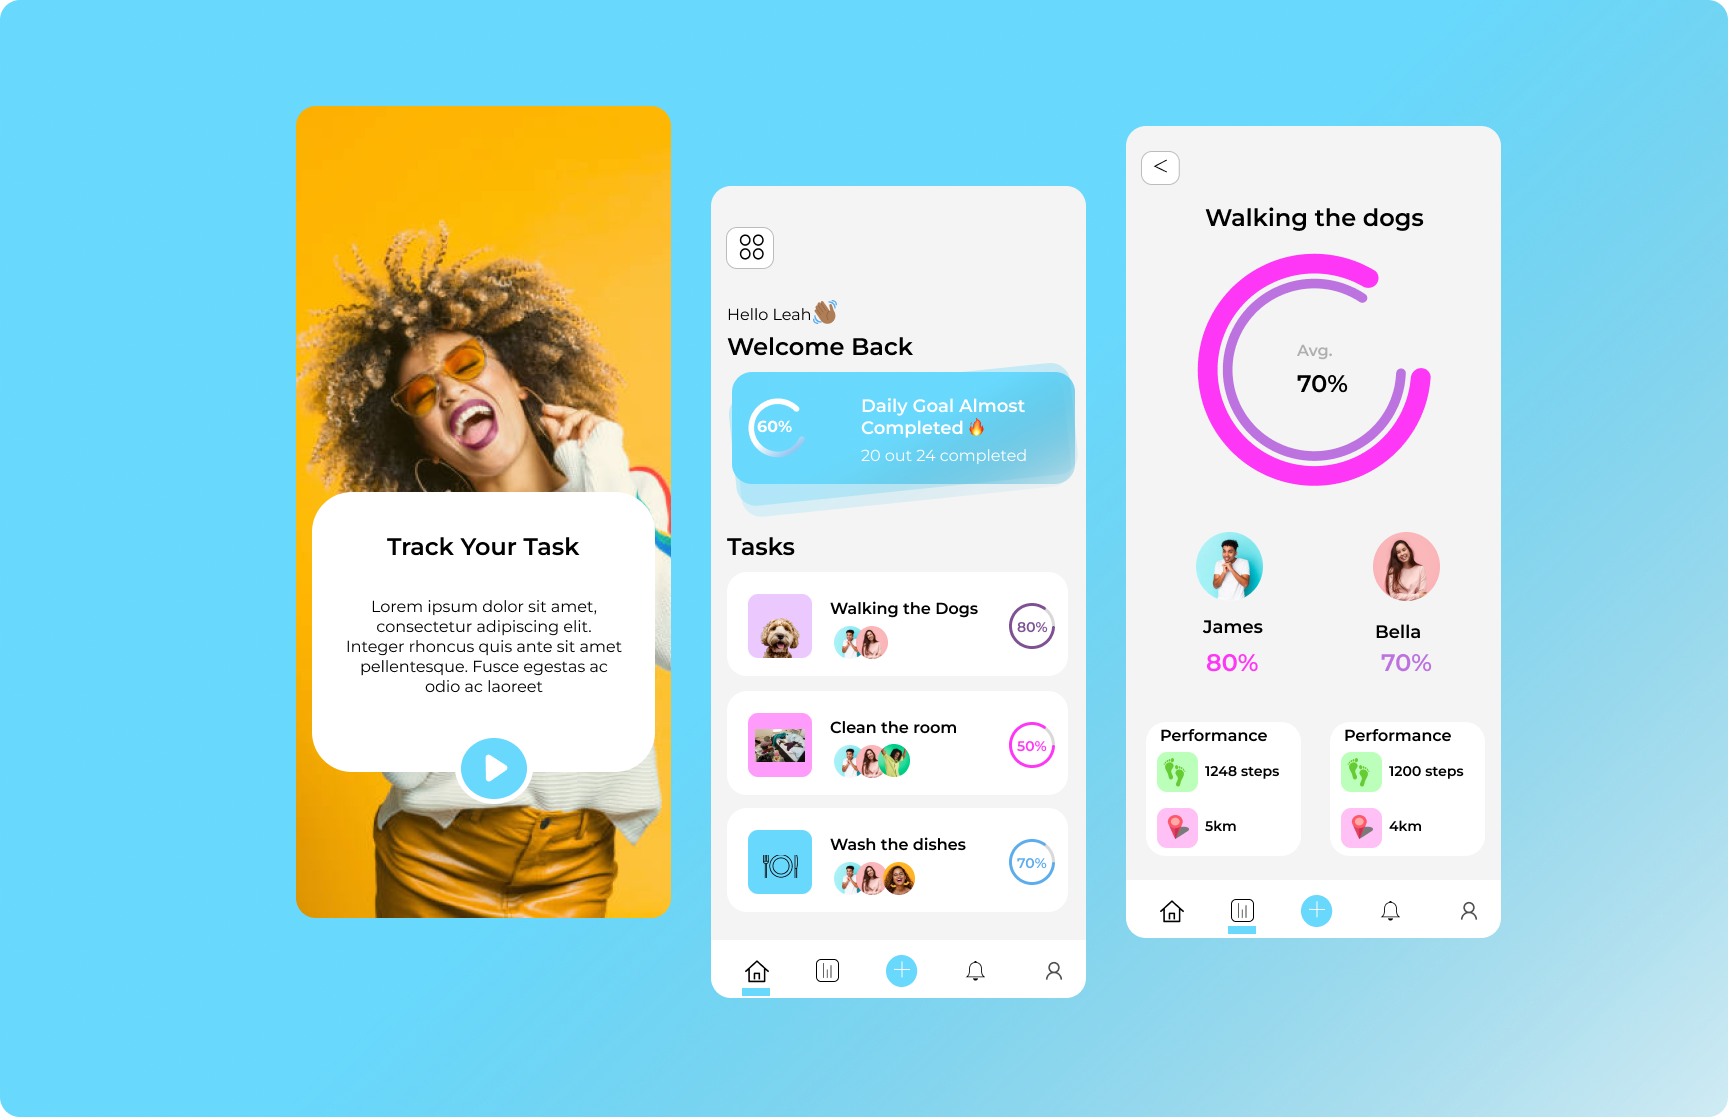 Track Your Task
Lorem ipsum dolor sit amet,
consectetur adipiscing elit.
Integer rhoncus quis ante sit amet
pellentesque. Fusce egestas ac
odio ac laoreet
Hello Leah👋🏾
Welcome Back
60%
Daily Goal Almost
Completed 🔥
20 out 24 completed
Tasks
Walking the Dogs
80%
Clean the room
50%
Wash the dishes
70%
<
Walking the dogs
Avg.
70%
James
80%
Bella
70%
Performance
1248 steps
5km
Performance
1200 steps
4km